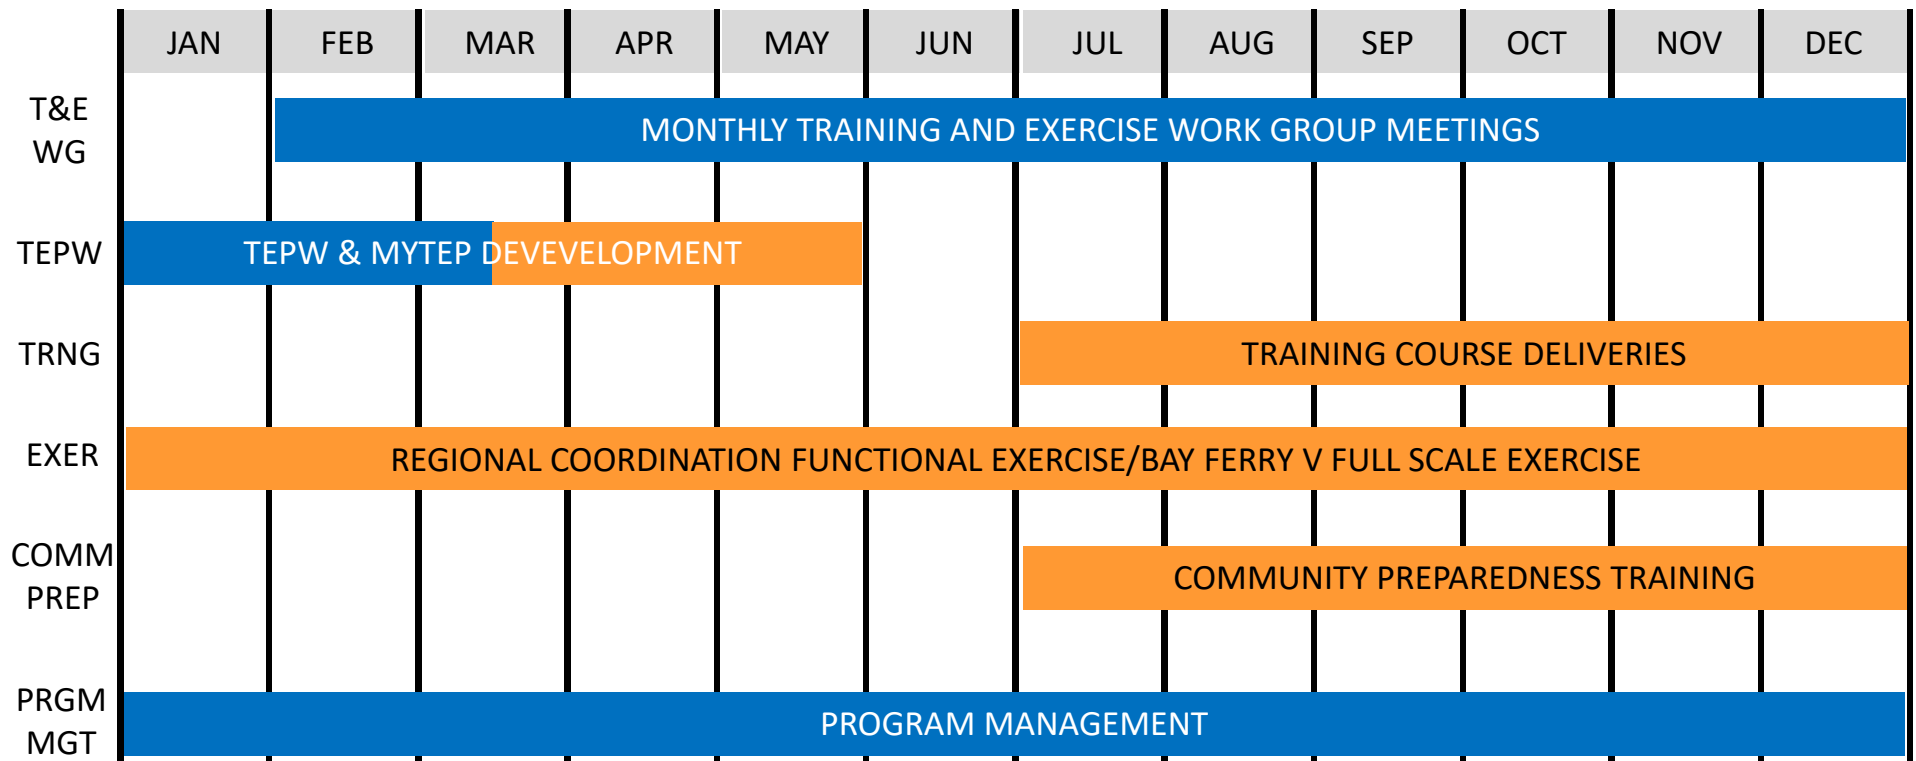 JAN FEB MAR APR MAY JUN JUL AUG SEP OCT NOV DEC
T&E
WG
MONTHLY TRAINING AND EXERCISE WORK GROUP MEETINGS
TEPW
TEPW & MYTEP DEVEVELOPMENT
TRNG
TRAINING COURSE DELIVERIES
EXER
REGIONAL COORDINATION FUNCTIONAL EXERCISE/BAY FERRY V FULL SCALE EXERCISE
COMM
PREP
COMMUNITY PREPAREDNESS TRAINING
PRGM
MGT
PROGRAM MANAGEMENT